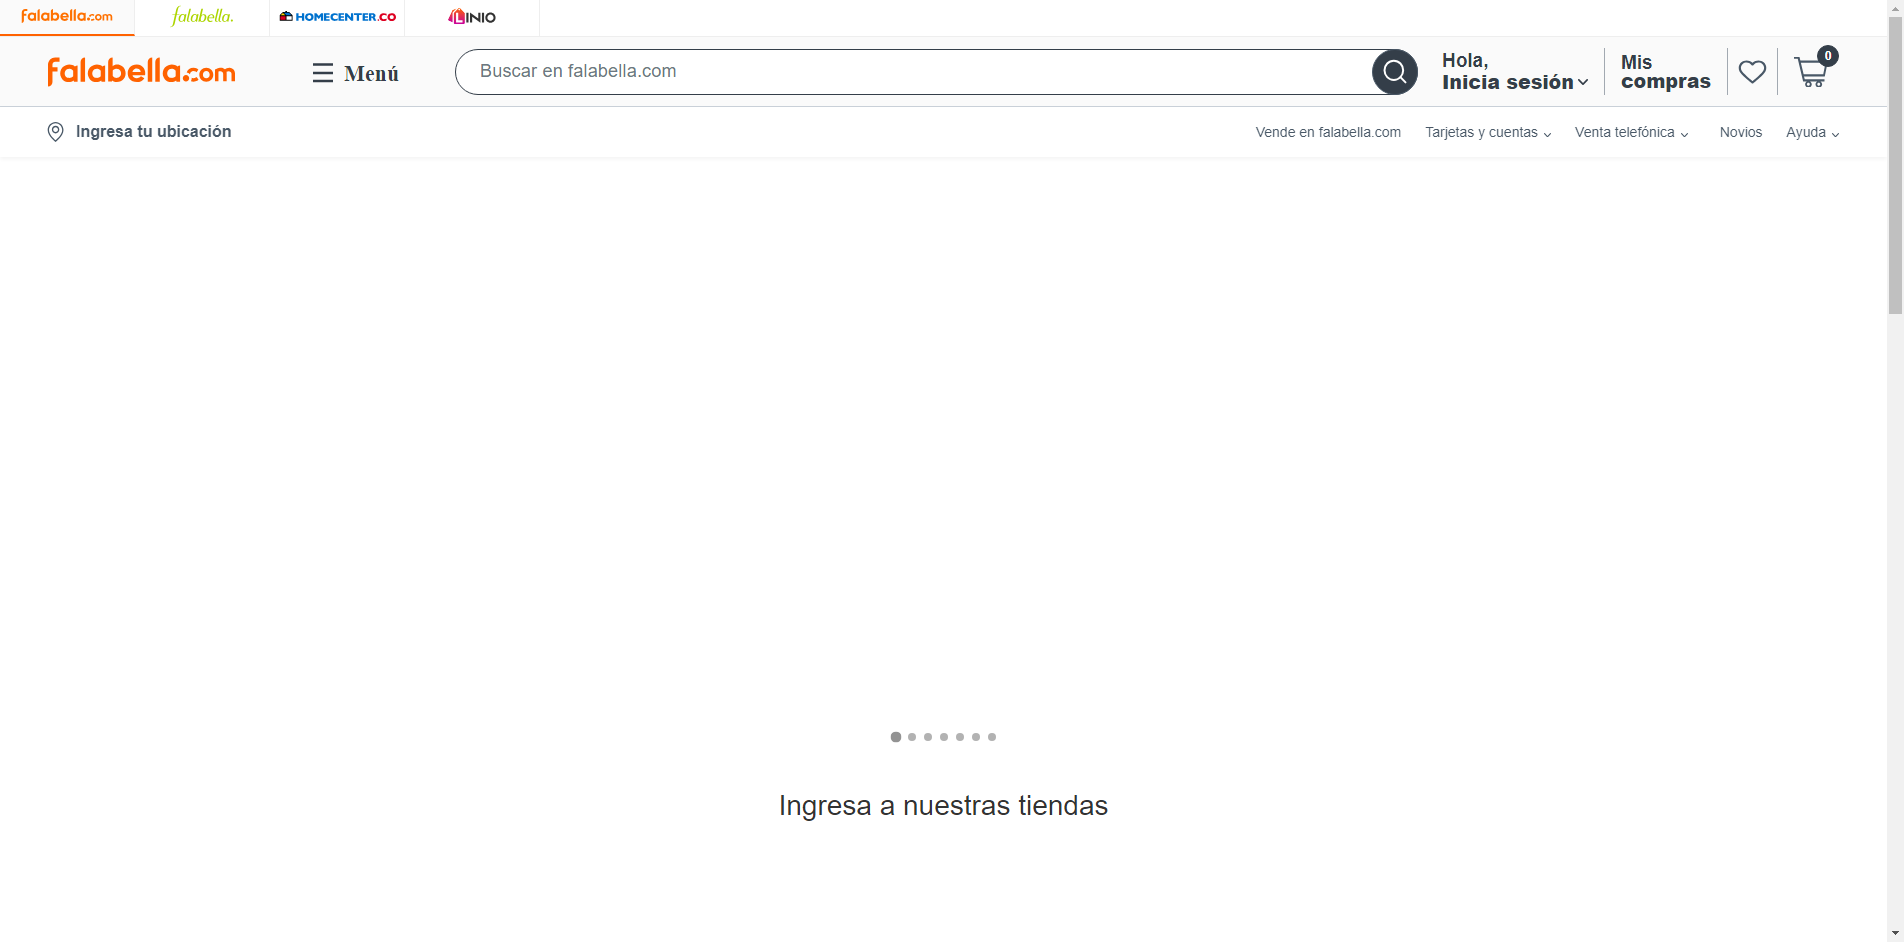 falabella.com
falabella.
HOMECENTER.CO
LINIO
falabella.com
Menú
Buscar en falabella.com
Hola,
Inicia sesión
Mis
compras
0
Ingresa tu ubicación
Vende en falabella.com
Tarjetas y cuentas
Venta telefónica
Novios
Ayuda
Ingresa a nuestras tiendas